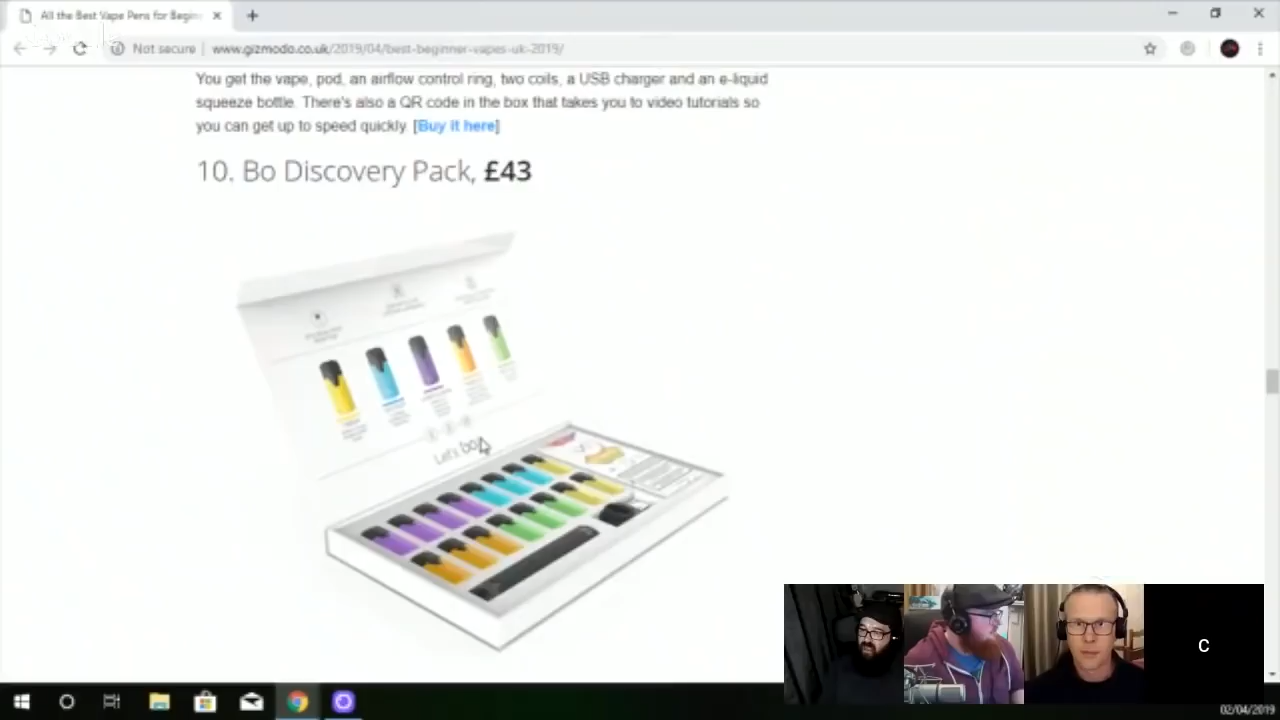 All the Best Vape Pens for Begin
Not secure
www.gizmodo.co.uk/2019/04/best-beginner-vapes-uk-2019/
You get the vape, pod, an airflow control ring, two coils, a USB charger and an e-liquid
squeeze bottle. There's also a QR code in the box that takes you to video tutorials so
you can get up to speed quickly. [Buy it here]
10. Bo Discovery Pack, £43
Let's bo
C
02/04/2019